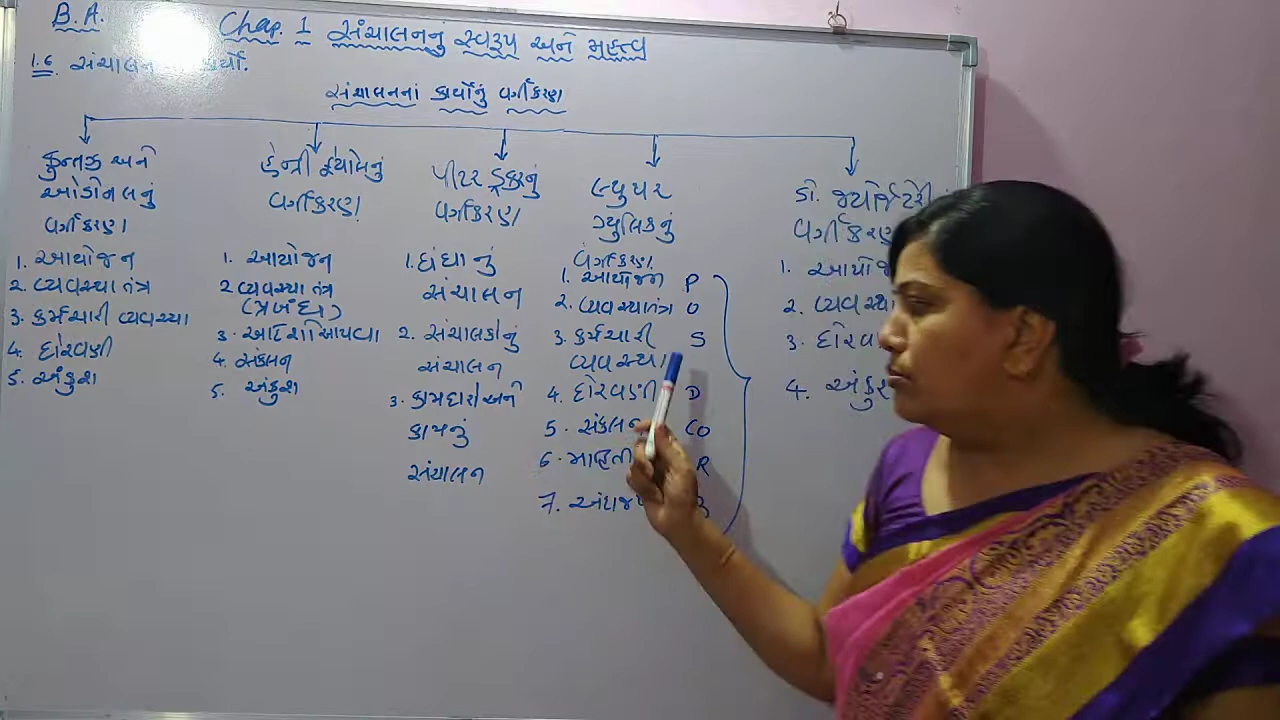 B.A.
Chap. 1 સંચાલનનું સ્વરૂપ અને મહત્ત્વ
1.6 સંચાલન કાર્યો.
સંચાલનનાં કાર્યોનું વર્ગીકરણ
કુન્ત્ઝ અને
ઓડોનલનું
વર્ગીકરણ
1. આયોજન
2. વ્યવસ્થા તંત્ર
3. કર્મચારી વ્યવસ્થા
4. દોરવણી
5. અંકુશ
હેન્રી ફેયોલનું
વર્ગીકરણ
1. આયોજન
2 વ્યવસ્થા તંત્ર
(પ્રબંધ)
3. આદેશો આપવા
4. સંકલન
5. અંકુશ
પીટર ડ્રકરનું
વર્ગીકરણ
1. ધંધાનું
સંચાલન
2. સંચાલકોનું
સંચાલન
3. કામદારો અને
કામનું
સંચાલન
લ્યુથર
ગ્યુલિકનું
વર્ગીકરણ
1. આયોજન P
2. વ્યવસ્થાતંત્ર O
3. કર્મચારી S
વ્યવસ્થા
4. દોરવણી D
5. સંકલન CO
6. R
7.
ડૉ. જ્યોર્જ ટેરી
વર્ગીકરણ
1.
2.
3.
4. અંકુશ